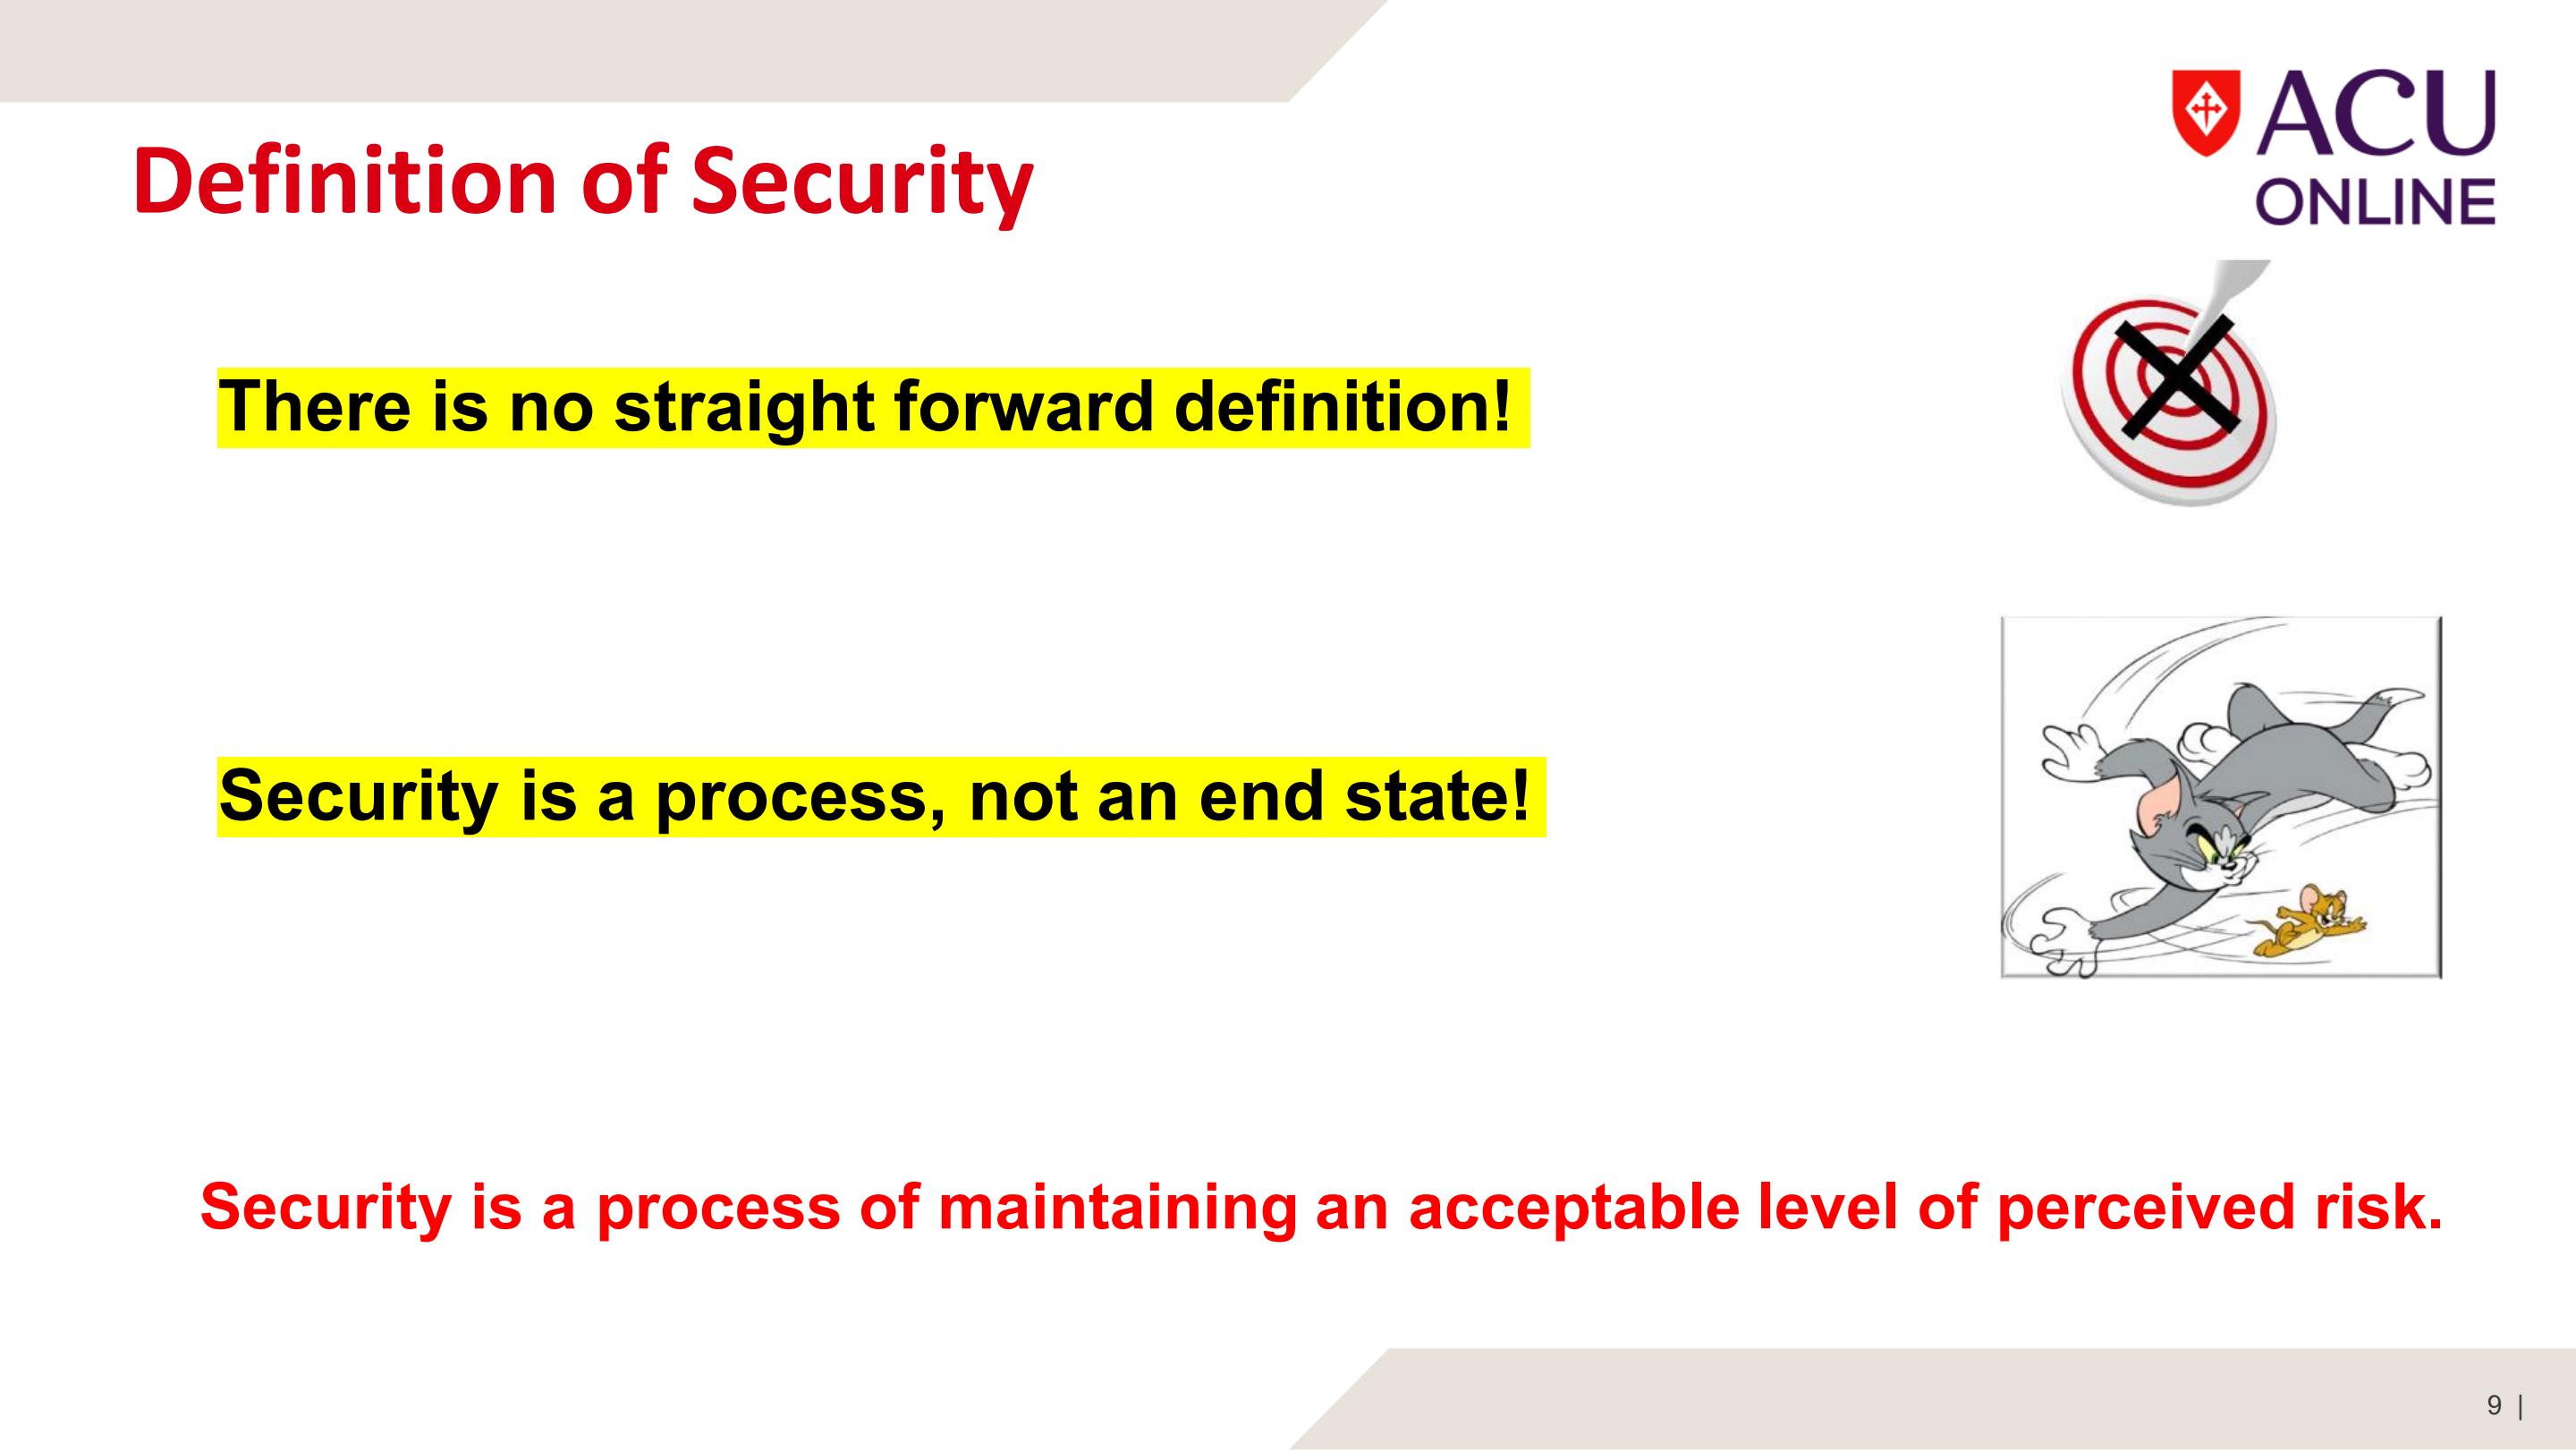 ACU
ONLINE
Definition of Security
There is no straight forward definition!
Security is a process, not an end state!
Security is a process of maintaining an acceptable level of perceived risk.
9 |